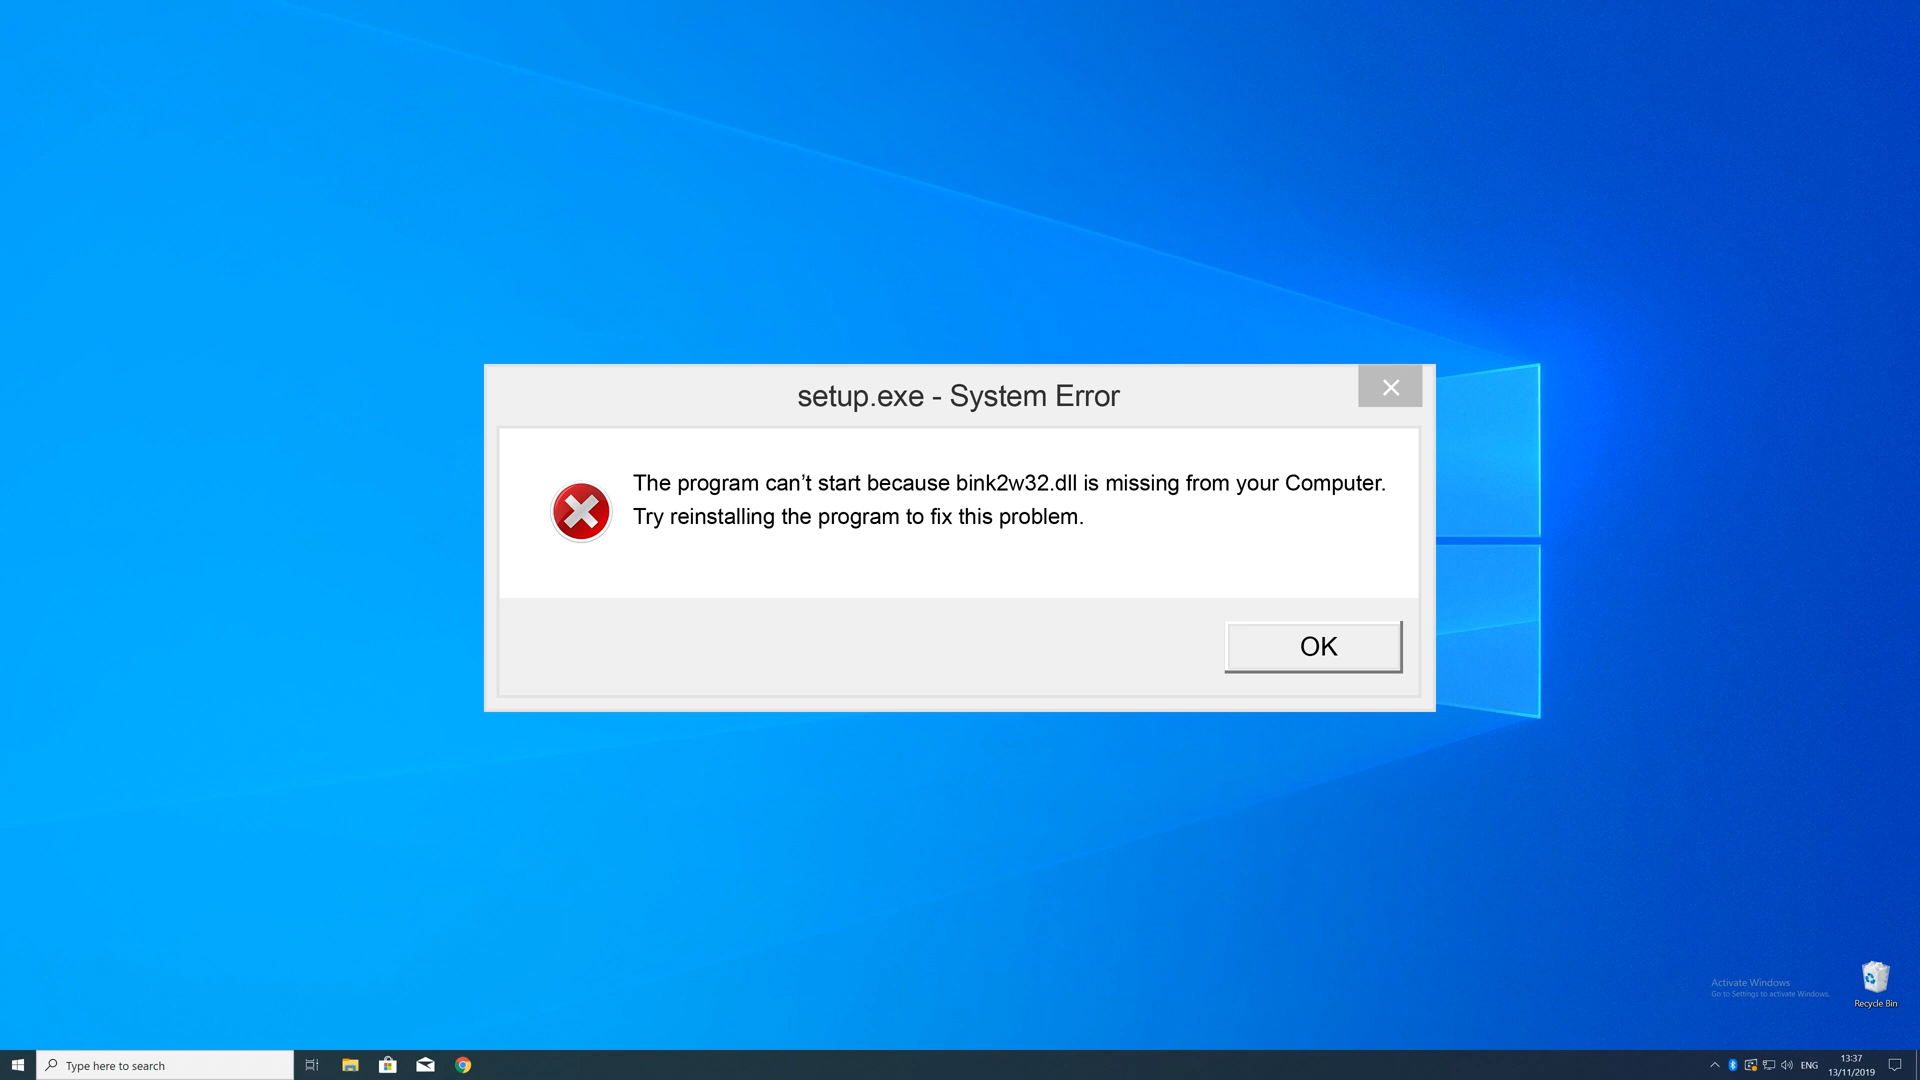 setup.exe - System Error
The program can’t start because bink2w32.dll is missing from your Computer.
Try reinstalling the program to fix this problem.
OK
Activate Windows
Go to Settings to activate Windows.
Recycle Bin
Type here to search
ENG
13:37
13/11/2019